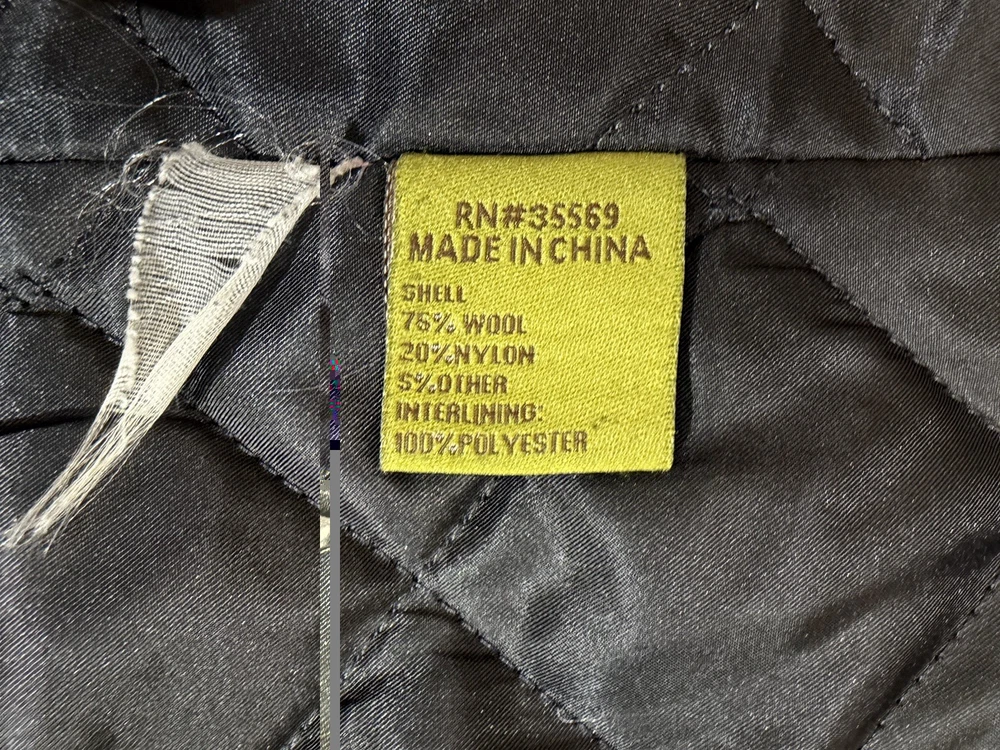 RN#35569
MADE IN CHINA
SHELL
75% WOOL
20%NYLON
5%OTHER
INTERLINING:
100%POLYESTER